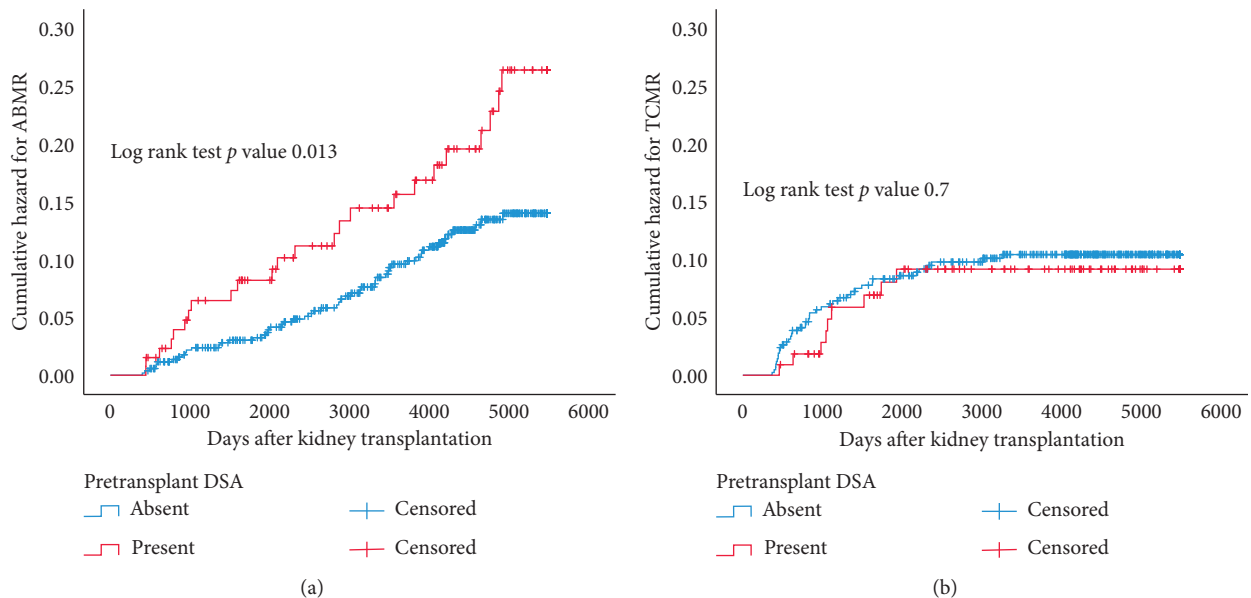 0.30
0.25
0.20
0.15
0.10
0.05
0.00
Cumulative hazard for ABMR
Log rank test p value 0.013
0 1000 2000 3000 4000 5000 6000
Days after kidney transplantation
Pretransplant DSA
Absent Censored
Present Censored
(a)
0.30
0.25
0.20
0.15
0.10
0.05
0.00
Cumulative hazard for TCMR
Log rank test p value 0.7
0 1000 2000 3000 4000 5000 6000
Days after kidney transplantation
Pretransplant DSA
Absent Censored
Present Censored
(b)